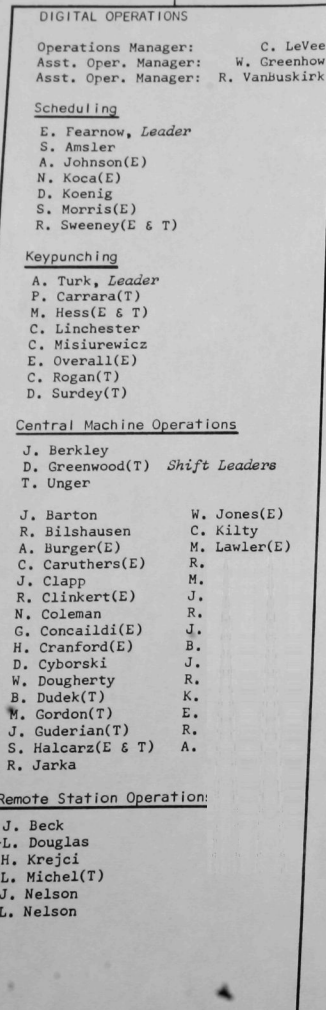 DIGITAL OPERATIONS
Operations Manager: C. LeVee
Asst. Oper. Manager: W. Greenhow
Asst. Oper. Manager: R. VanBuskirk
Scheduling
E. Fearnow, Leader
S. Amsler
A. Johnson(E)
N. Koca(E)
D. Koenig
S. Morris(E)
R. Sweeney(E & T)
Keypunching
A. Turk, Leader
P. Carrara(T)
M. Hess(E & T)
C. Linchester
C. Misiurewicz
E. Overall(E)
C. Rogan(T)
D. Surdey(T)
Central Machine Operations
J. Berkley
D. Greenwood(T) Shift Leaders
T. Unger
J. Barton W. Jones(E)
R. Bilshausen C. Kilty
A. Burger(E) M. Lawler(E)
C. Caruthers(E) R.
J. Clapp M.
R. Clinkert(E) J.
N. Coleman R.
G. Concaildi(E) J.
H. Cranford(E) B.
D. Cyborski J.
W. Dougherty R.
B. Dudek(T) K.
M. Gordon(T) E.
J. Guderian(T) R.
S. Halcarz(E & T) A.
R. Jarka
Remote Station Operations
J. Beck
L. Douglas
H. Krejci
L. Michel(T)
J. Nelson
L. Nelson